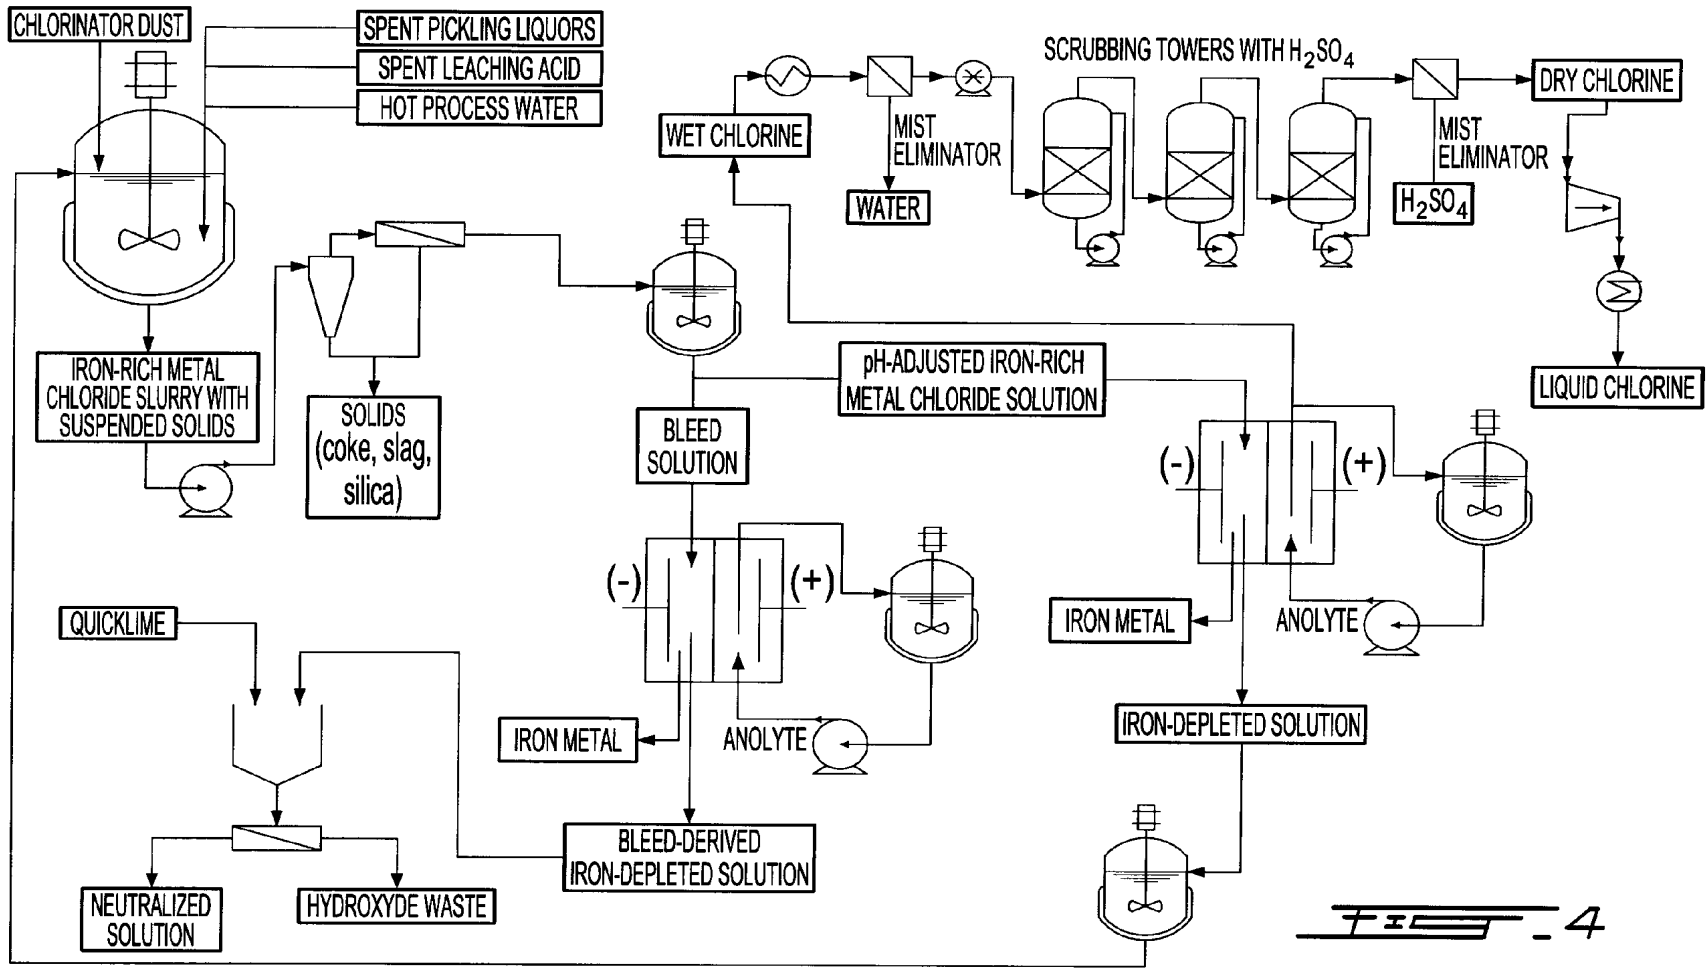 CHLORINATOR DUST
SPENT PICKLING LIQUORS
SPENT LEACHING ACID
HOT PROCESS WATER
SCRUBBING TOWERS WITH H₂SO₄
WET CHLORINE
MIST
ELIMINATOR
WATER
DRY CHLORINE
MIST
ELIMINATOR
H₂SO₄
LIQUID CHLORINE
IRON-RICH METAL
CHLORIDE SLURRY WITH
SUSPENDED SOLIDS
SOLIDS
(coke, slag,
silica)
pH-ADJUSTED IRON-RICH
METAL CHLORIDE SOLUTION
BLEED
SOLUTION
(-)
(+)
(-)
(+)
IRON METAL
ANOLYTE
QUICKLIME
IRON METAL
ANOLYTE
IRON-DEPLETED SOLUTION
BLEED-DERIVED
IRON-DEPLETED SOLUTION
NEUTRALIZED
SOLUTION
HYDROXYDE WASTE
FIG. 4